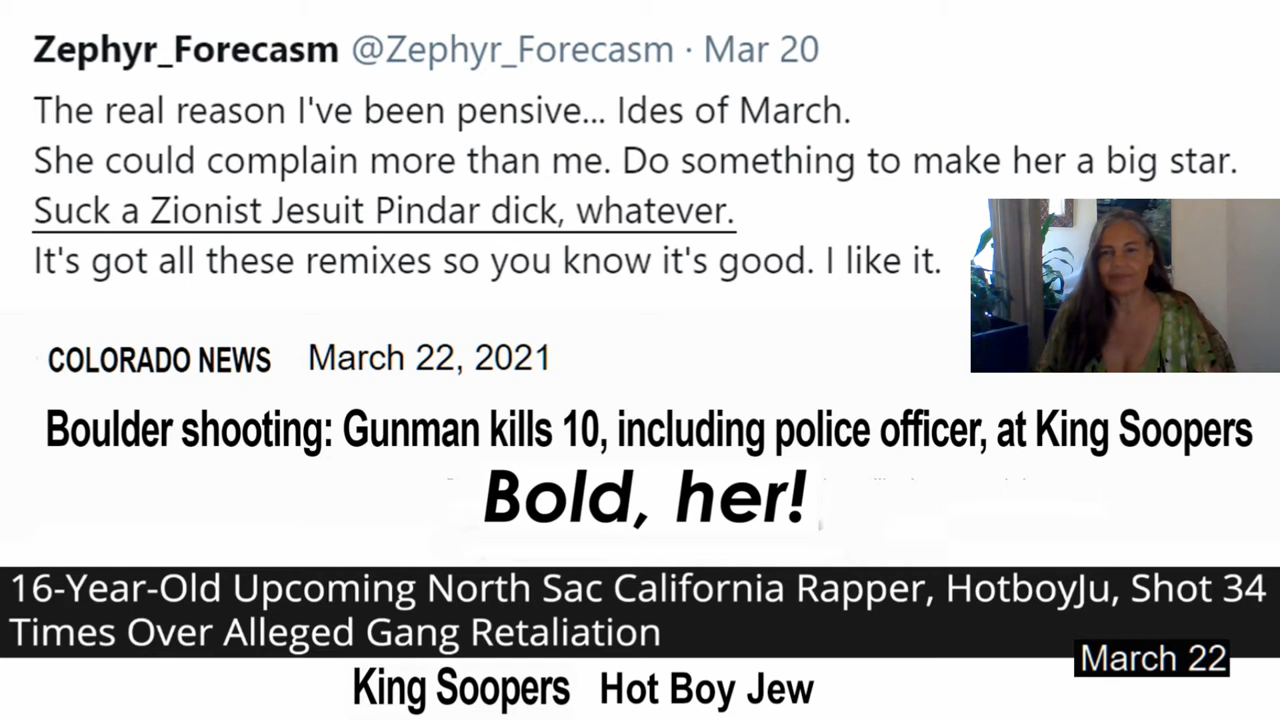 Zephyr_Forecasm @Zephyr_Forecasm · Mar 20
The real reason I've been pensive... Ides of March.
She could complain more than me. Do something to make her a big star.
Suck a Zionist Jesuit Pindar dick, whatever.
It's got all these remixes so you know it's good. I like it.
COLORADO NEWS March 22, 2021
Boulder shooting: Gunman kills 10, including police officer, at King Soopers
Bold, her!
16-Year-Old Upcoming North Sac California Rapper, HotboyJu, Shot 34
Times Over Alleged Gang Retaliation
March 22
King Soopers Hot Boy Jew